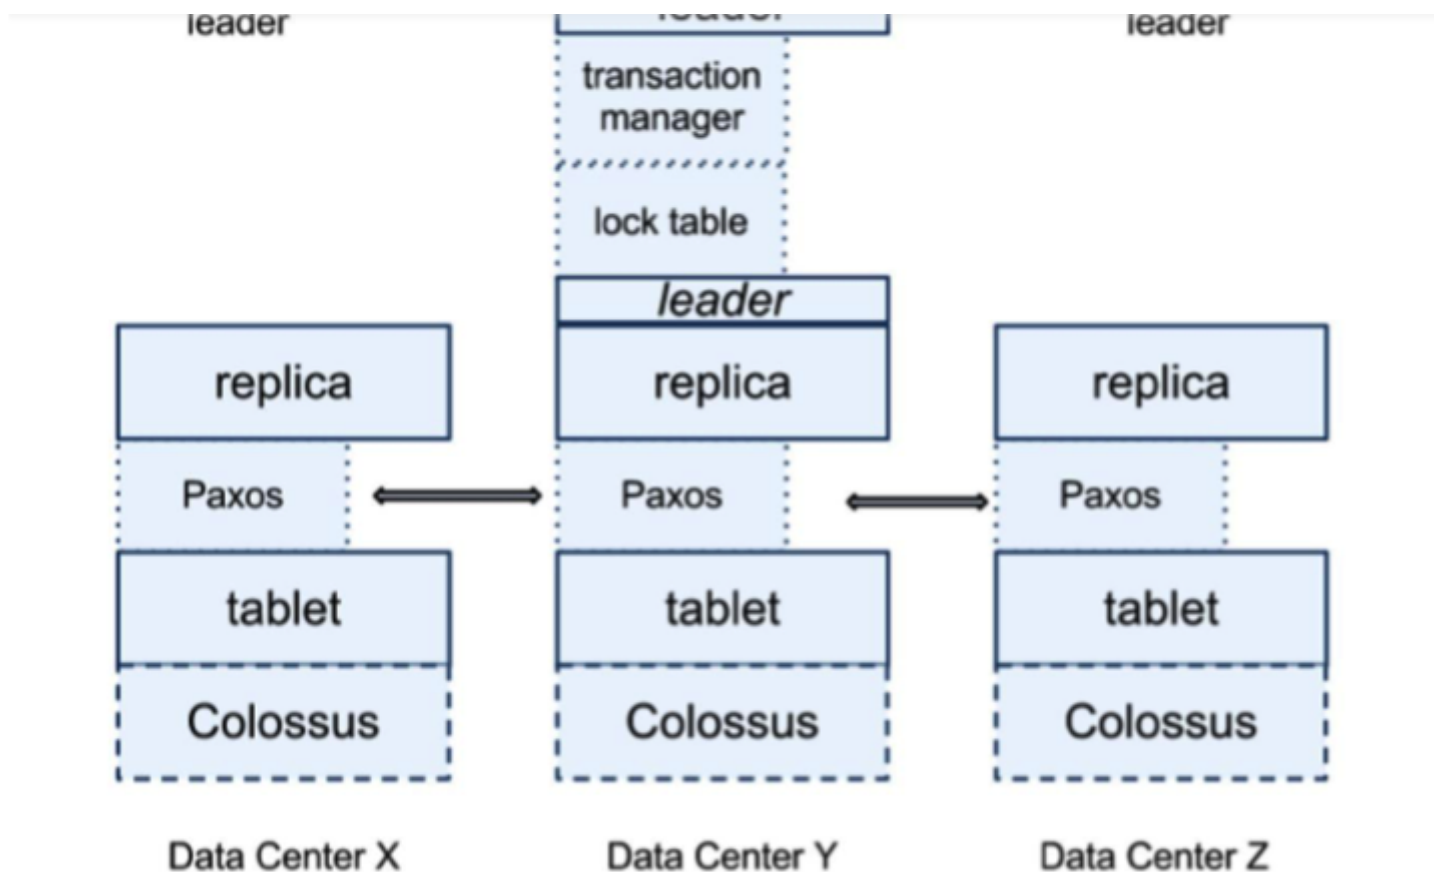 leader
leader
leader
transaction
manager
lock table
leader
replica
replica
replica
Paxos
Paxos
Paxos
tablet
tablet
tablet
Colossus
Colossus
Colossus
Data Center X
Data Center Y
Data Center Z